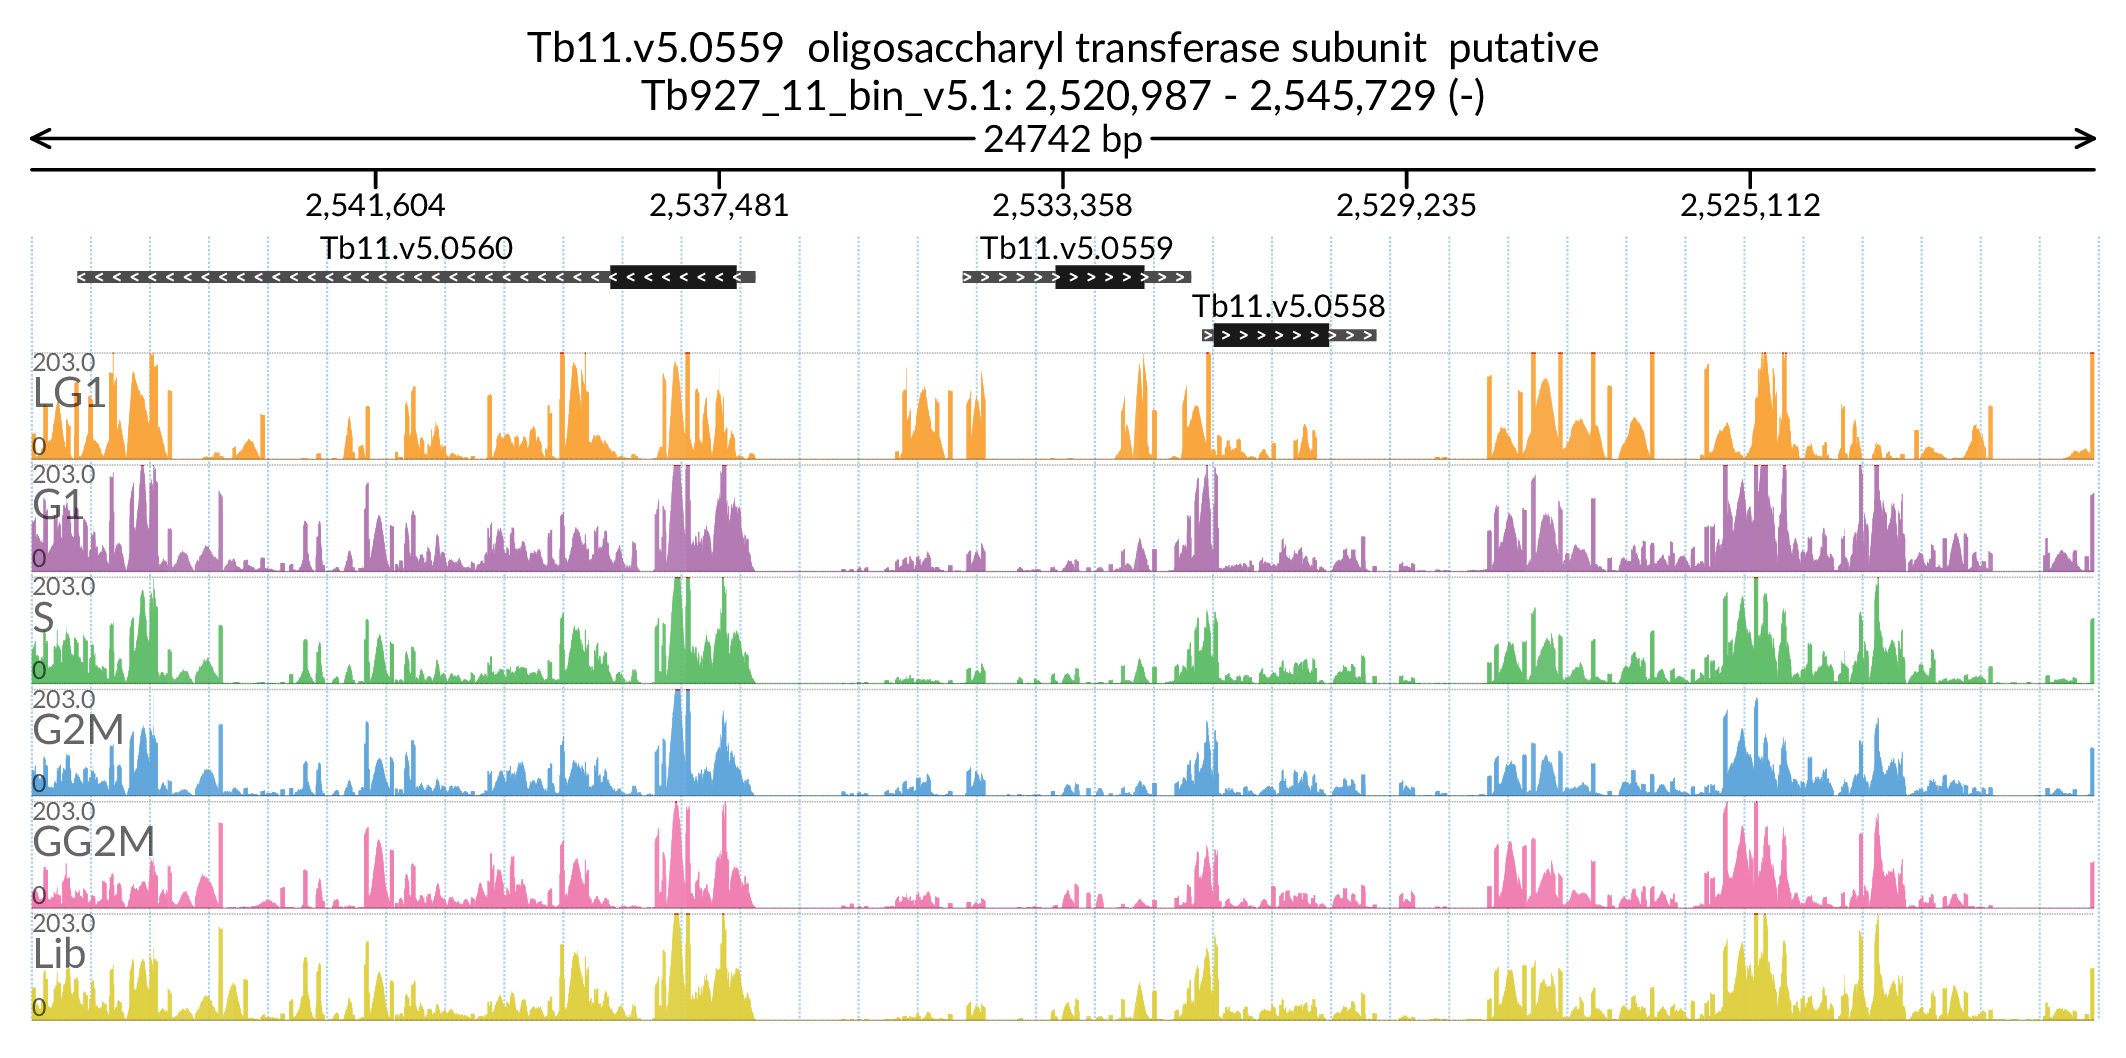 Tb11.v5.0559  oligosaccharyl transferase subunit  putative
Tb927_11_bin_v5.1: 2,520,987 - 2,545,729 (-)
24742 bp
2,541,604 2,537,481 2,533,358 2,529,235 2,525,112
Tb11.v5.0560 Tb11.v5.0559
Tb11.v5.0558
203.0
LG1
0
203.0
G1
0
203.0
S
0
203.0
G2M
0
203.0
GG2M
0
203.0
Lib
0